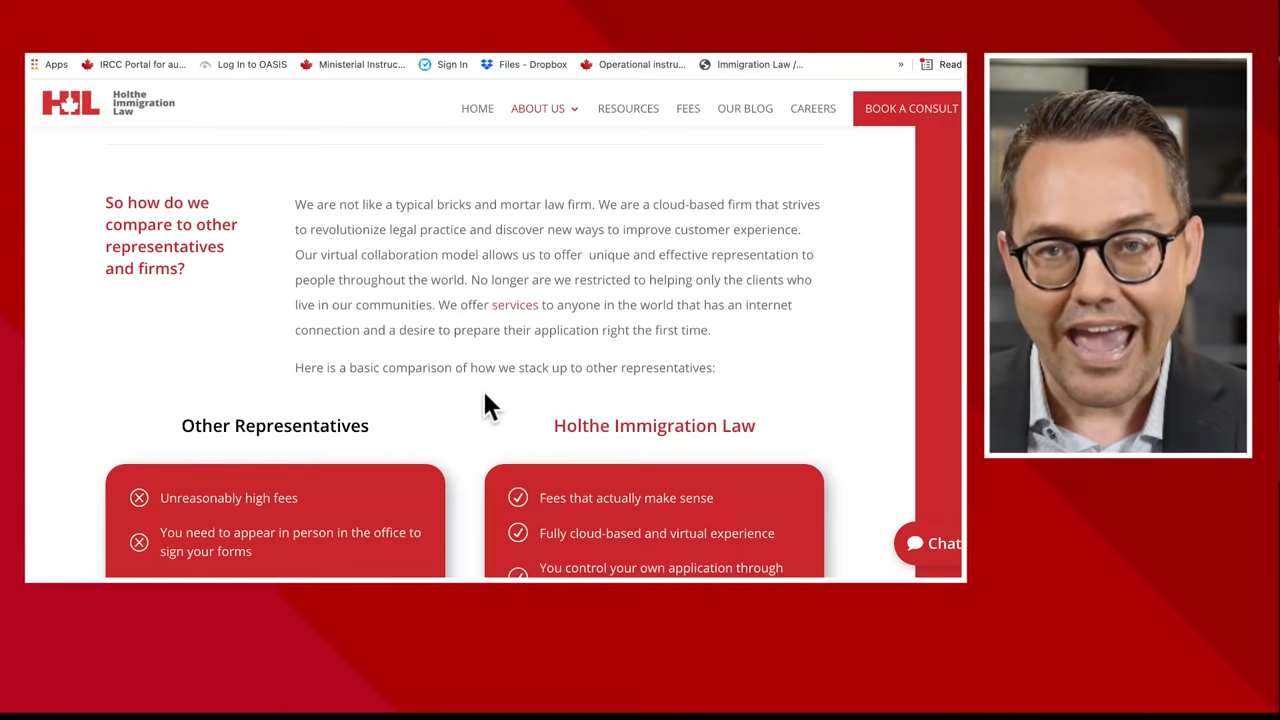 Apps IRCC Portal for au... Log In to OASIS Ministerial Instruc... Sign In Files - Dropbox Operational instru... Immigration Law /... » Read
HIL Holthe
Immigration
Law
HOME ABOUT US RESOURCES FEES OUR BLOG CAREERS BOOK A CONSULT
So how do we
compare to other
representatives
and firms?
We are not like a typical bricks and mortar law firm. We are a cloud-based firm that strives
to revolutionize legal practice and discover new ways to improve customer experience.
Our virtual collaboration model allows us to offer unique and effective representation to
people throughout the world. No longer are we restricted to helping only the clients who
live in our communities. We offer services to anyone in the world that has an internet
connection and a desire to prepare their application right the first time.
Here is a basic comparison of how we stack up to other representatives:
Other Representatives
Unreasonably high fees
You need to appear in person in the office to
sign your forms
Holthe Immigration Law
Fees that actually make sense
Fully cloud-based and virtual experience
You control your own application through
Chat